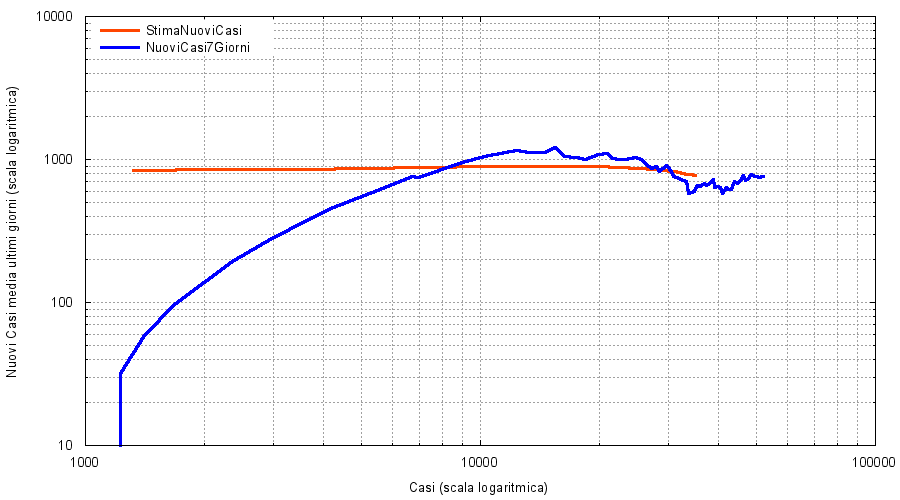 10000
StimaNuoviCasi
NuoviCasi7Giorni
1000
100
10
Nuovi Casi media ultimi giorni (scala logaritmica)
1000
10000
100000
Casi (scala logaritmica)